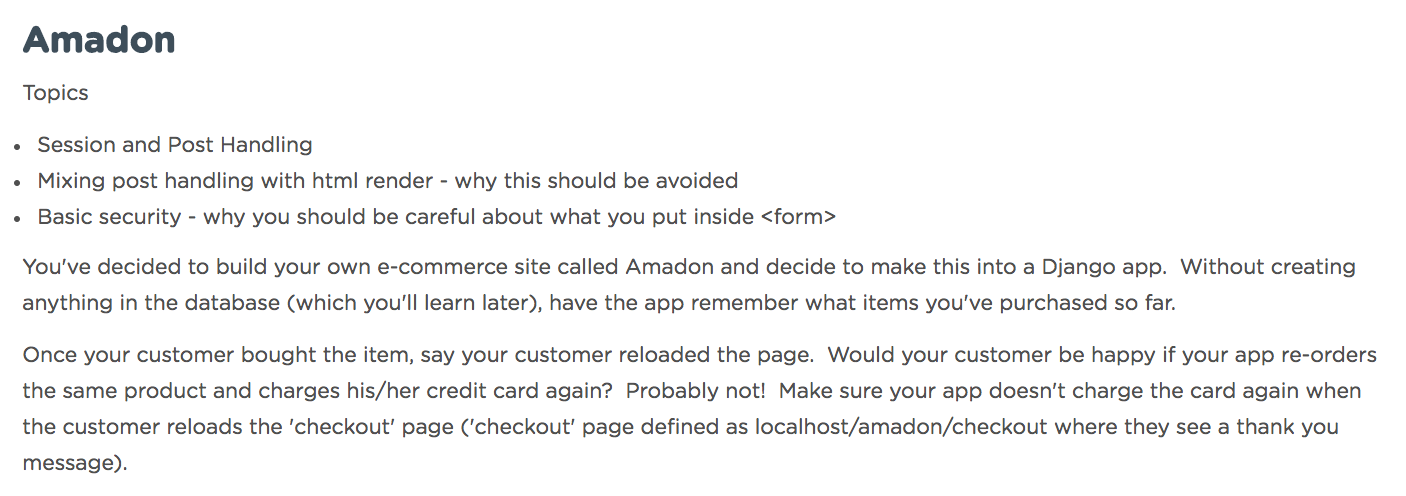 Amadon
Topics
• Session and Post Handling
• Mixing post handling with html render - why this should be avoided
• Basic security - why you should be careful about what you put inside <form>
You've decided to build your own e-commerce site called Amadon and decide to make this into a Django app.  Without creating
anything in the database (which you'll learn later), have the app remember what items you've purchased so far.
Once your customer bought the item, say your customer reloaded the page.  Would your customer be happy if your app re-orders
the same product and charges his/her credit card again?  Probably not!  Make sure your app doesn't charge the card again when
the customer reloads the 'checkout' page ('checkout' page defined as localhost/amadon/checkout where they see a thank you
message).